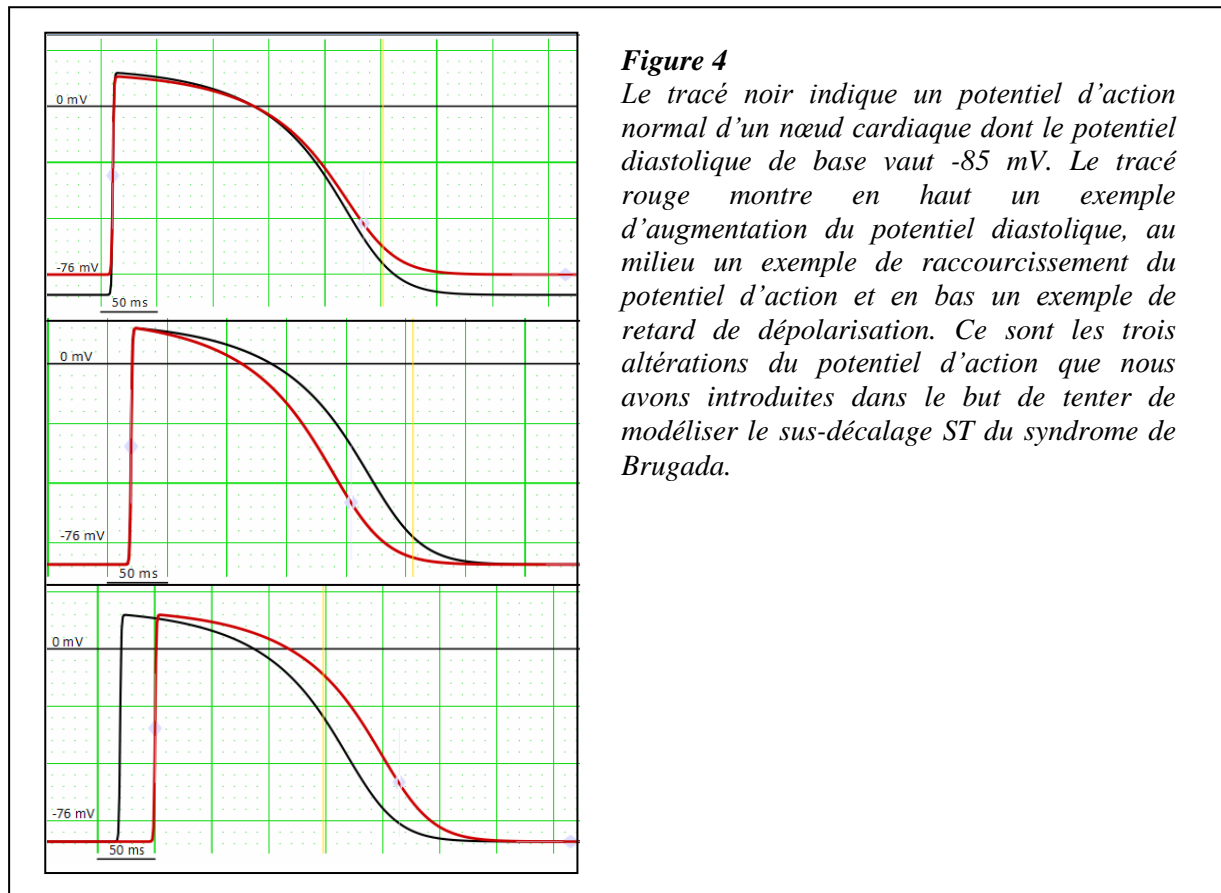 0 mV
-76 mV
50 ms
0 mV
-76 mV
50 ms
0 mV
-76 mV
50 ms
Figure 4
Le tracé noir indique un potentiel d'action
normal d'un nœud cardiaque dont le potentiel
diastolique de base vaut -85 mV. Le tracé
rouge montre en haut un exemple
d'augmentation du potentiel diastolique, au
milieu un exemple de raccourcissement du
potentiel d'action et en bas un exemple de
retard de dépolarisation. Ce sont les trois
altérations du potentiel d'action que nous
avons introduites dans le but de tenter de
modéliser le sus-décalage ST du syndrome de
Brugada.